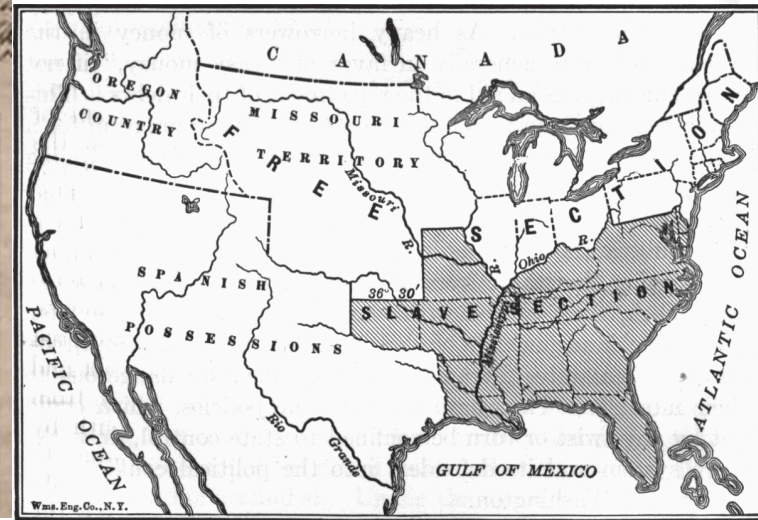 CANADA
OREGON
COUNTRY
MISSOURI
TERRITORY
FREE SECTION
Missouri R.
Ohio R.
36° 30'
SLAVE SECTION
Mississippi R.
SPANISH
POSSESSIONS
Rio Grande
PACIFIC
OCEAN
ATLANTIC OCEAN
GULF OF MEXICO
Wms. Eng. Co., N.Y.